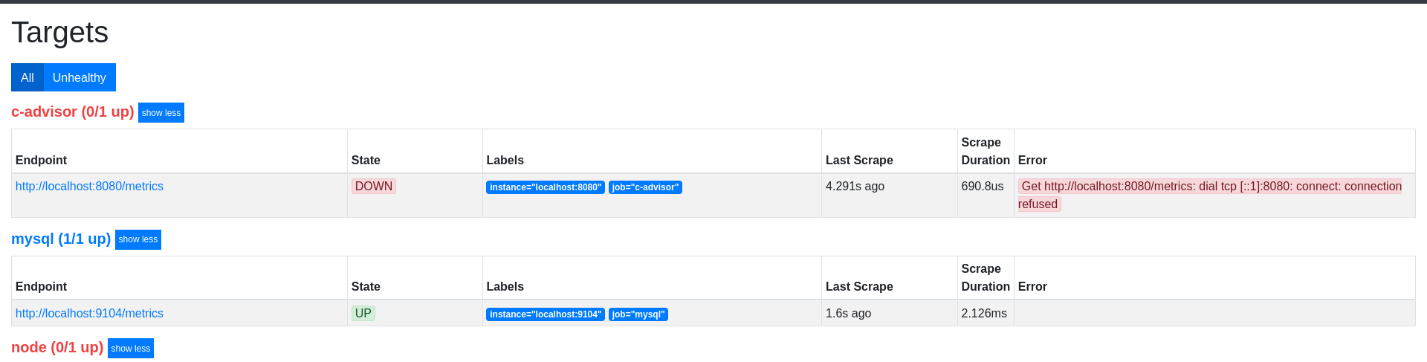 Targets
All Unhealthy
c-advisor (0/1 up) show less
Endpoint State Labels Last Scrape Scrape Duration Error
http://localhost:8080/metrics DOWN instance="localhost:8080" job="c-advisor" 4.291s ago 690.8us Get http://localhost:8080/metrics: dial tcp [::1]:8080: connect: connection
refused
mysql (1/1 up) show less
Endpoint State Labels Last Scrape Scrape Duration Error
http://localhost:9104/metrics UP instance="localhost:9104" job="mysql" 1.6s ago 2.126ms
node (0/1 up) show less